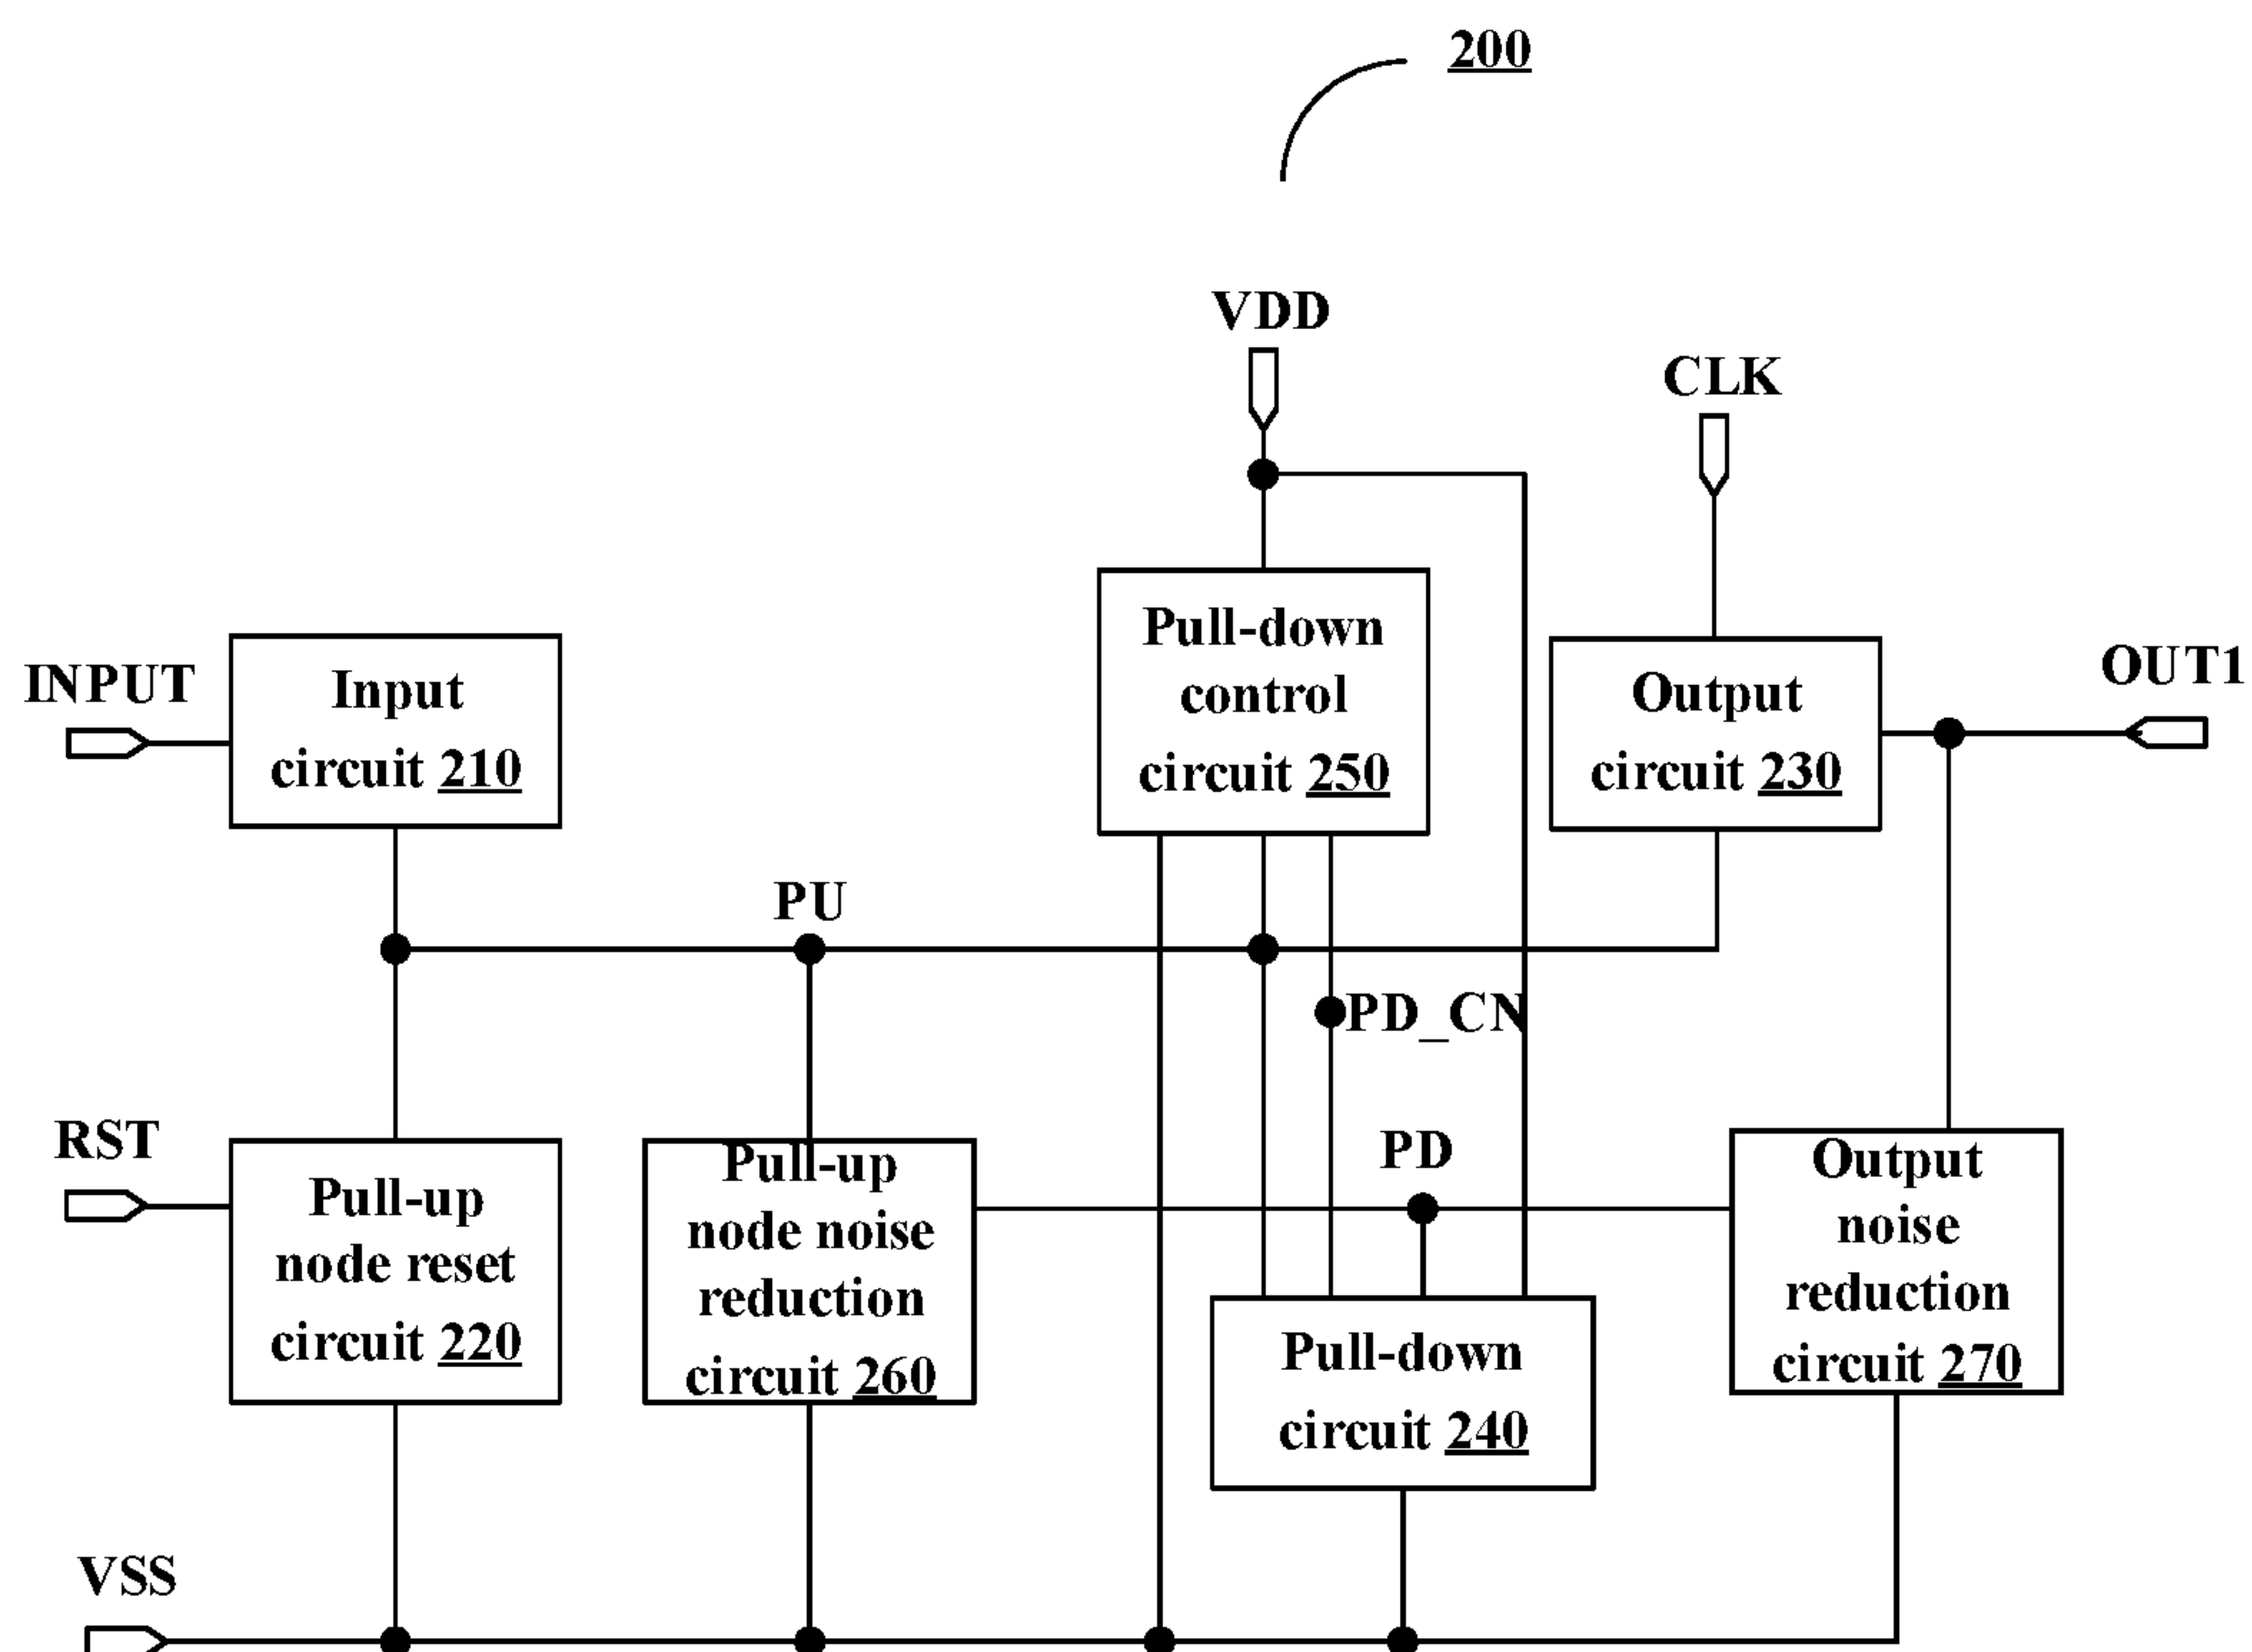 200
VDD
CLK
Pull-down
control
circuit 250
INPUT
Input
circuit 210
Output
circuit 230
OUT1
PU
PD_CN
RST
Pull-up
node reset
circuit 220
Pull-up
node noise
reduction
circuit 260
PD
Pull-down
circuit 240
Output
noise
reduction
circuit 270
VSS